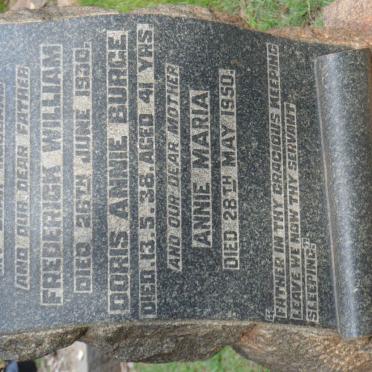 AND OUR DEAR FATHER
FREDERICK WILLIAM
DIED 26TH JUNE 1930.
DORIS ANNIE BURGE
DIED 13.5.38. AGED 41 YRS
AND OUR DEAR MOTHER
ANNIE MARIA
DIED 28TH MAY 1950.
"FATHER IN THY GRACIOUS KEEPING
LEAVE WE NOW THY SERVANT
SLEEPING."